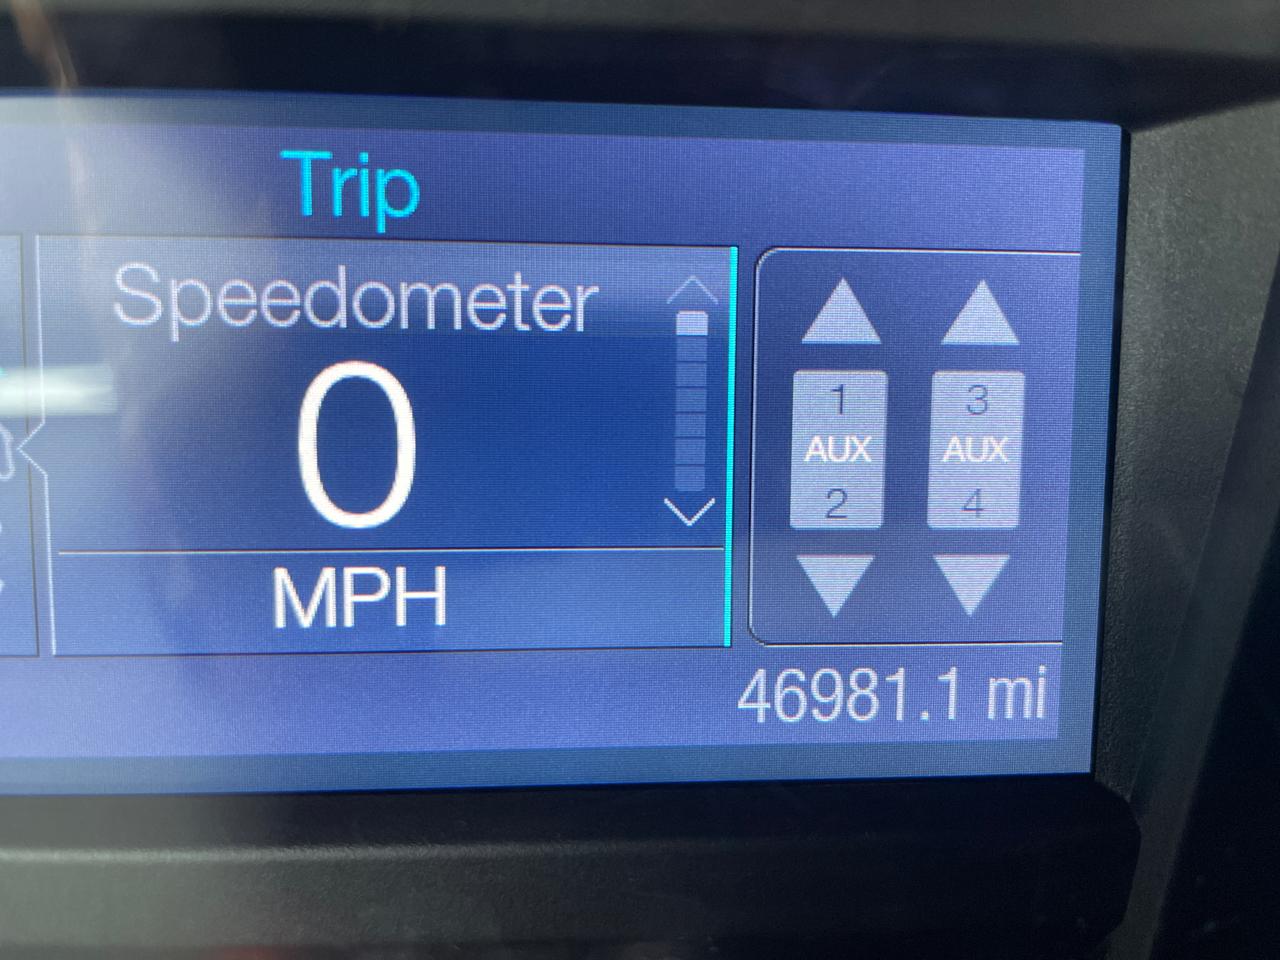 Trip
Speedometer
0
MPH
1 3
AUX AUX
2 4
46981.1 mi